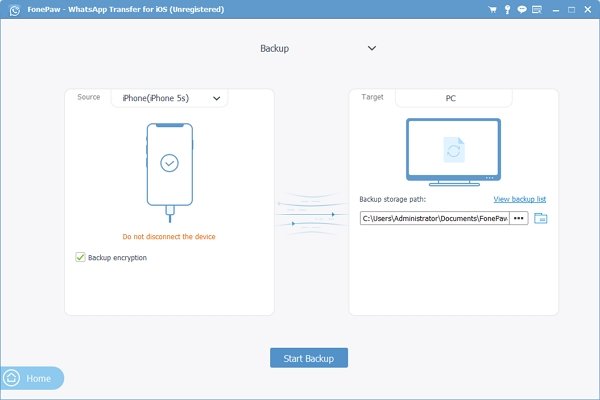 FonePaw - WhatsApp Transfer for iOS (Unregistered)
Backup
Source
iPhone(iPhone 5s)
Target
PC
Do not disconnect the device
Backup encryption
Backup storage path:
View backup list
C:\Users\Administrator\Documents\FonePaw-
•••
Start Backup
Home